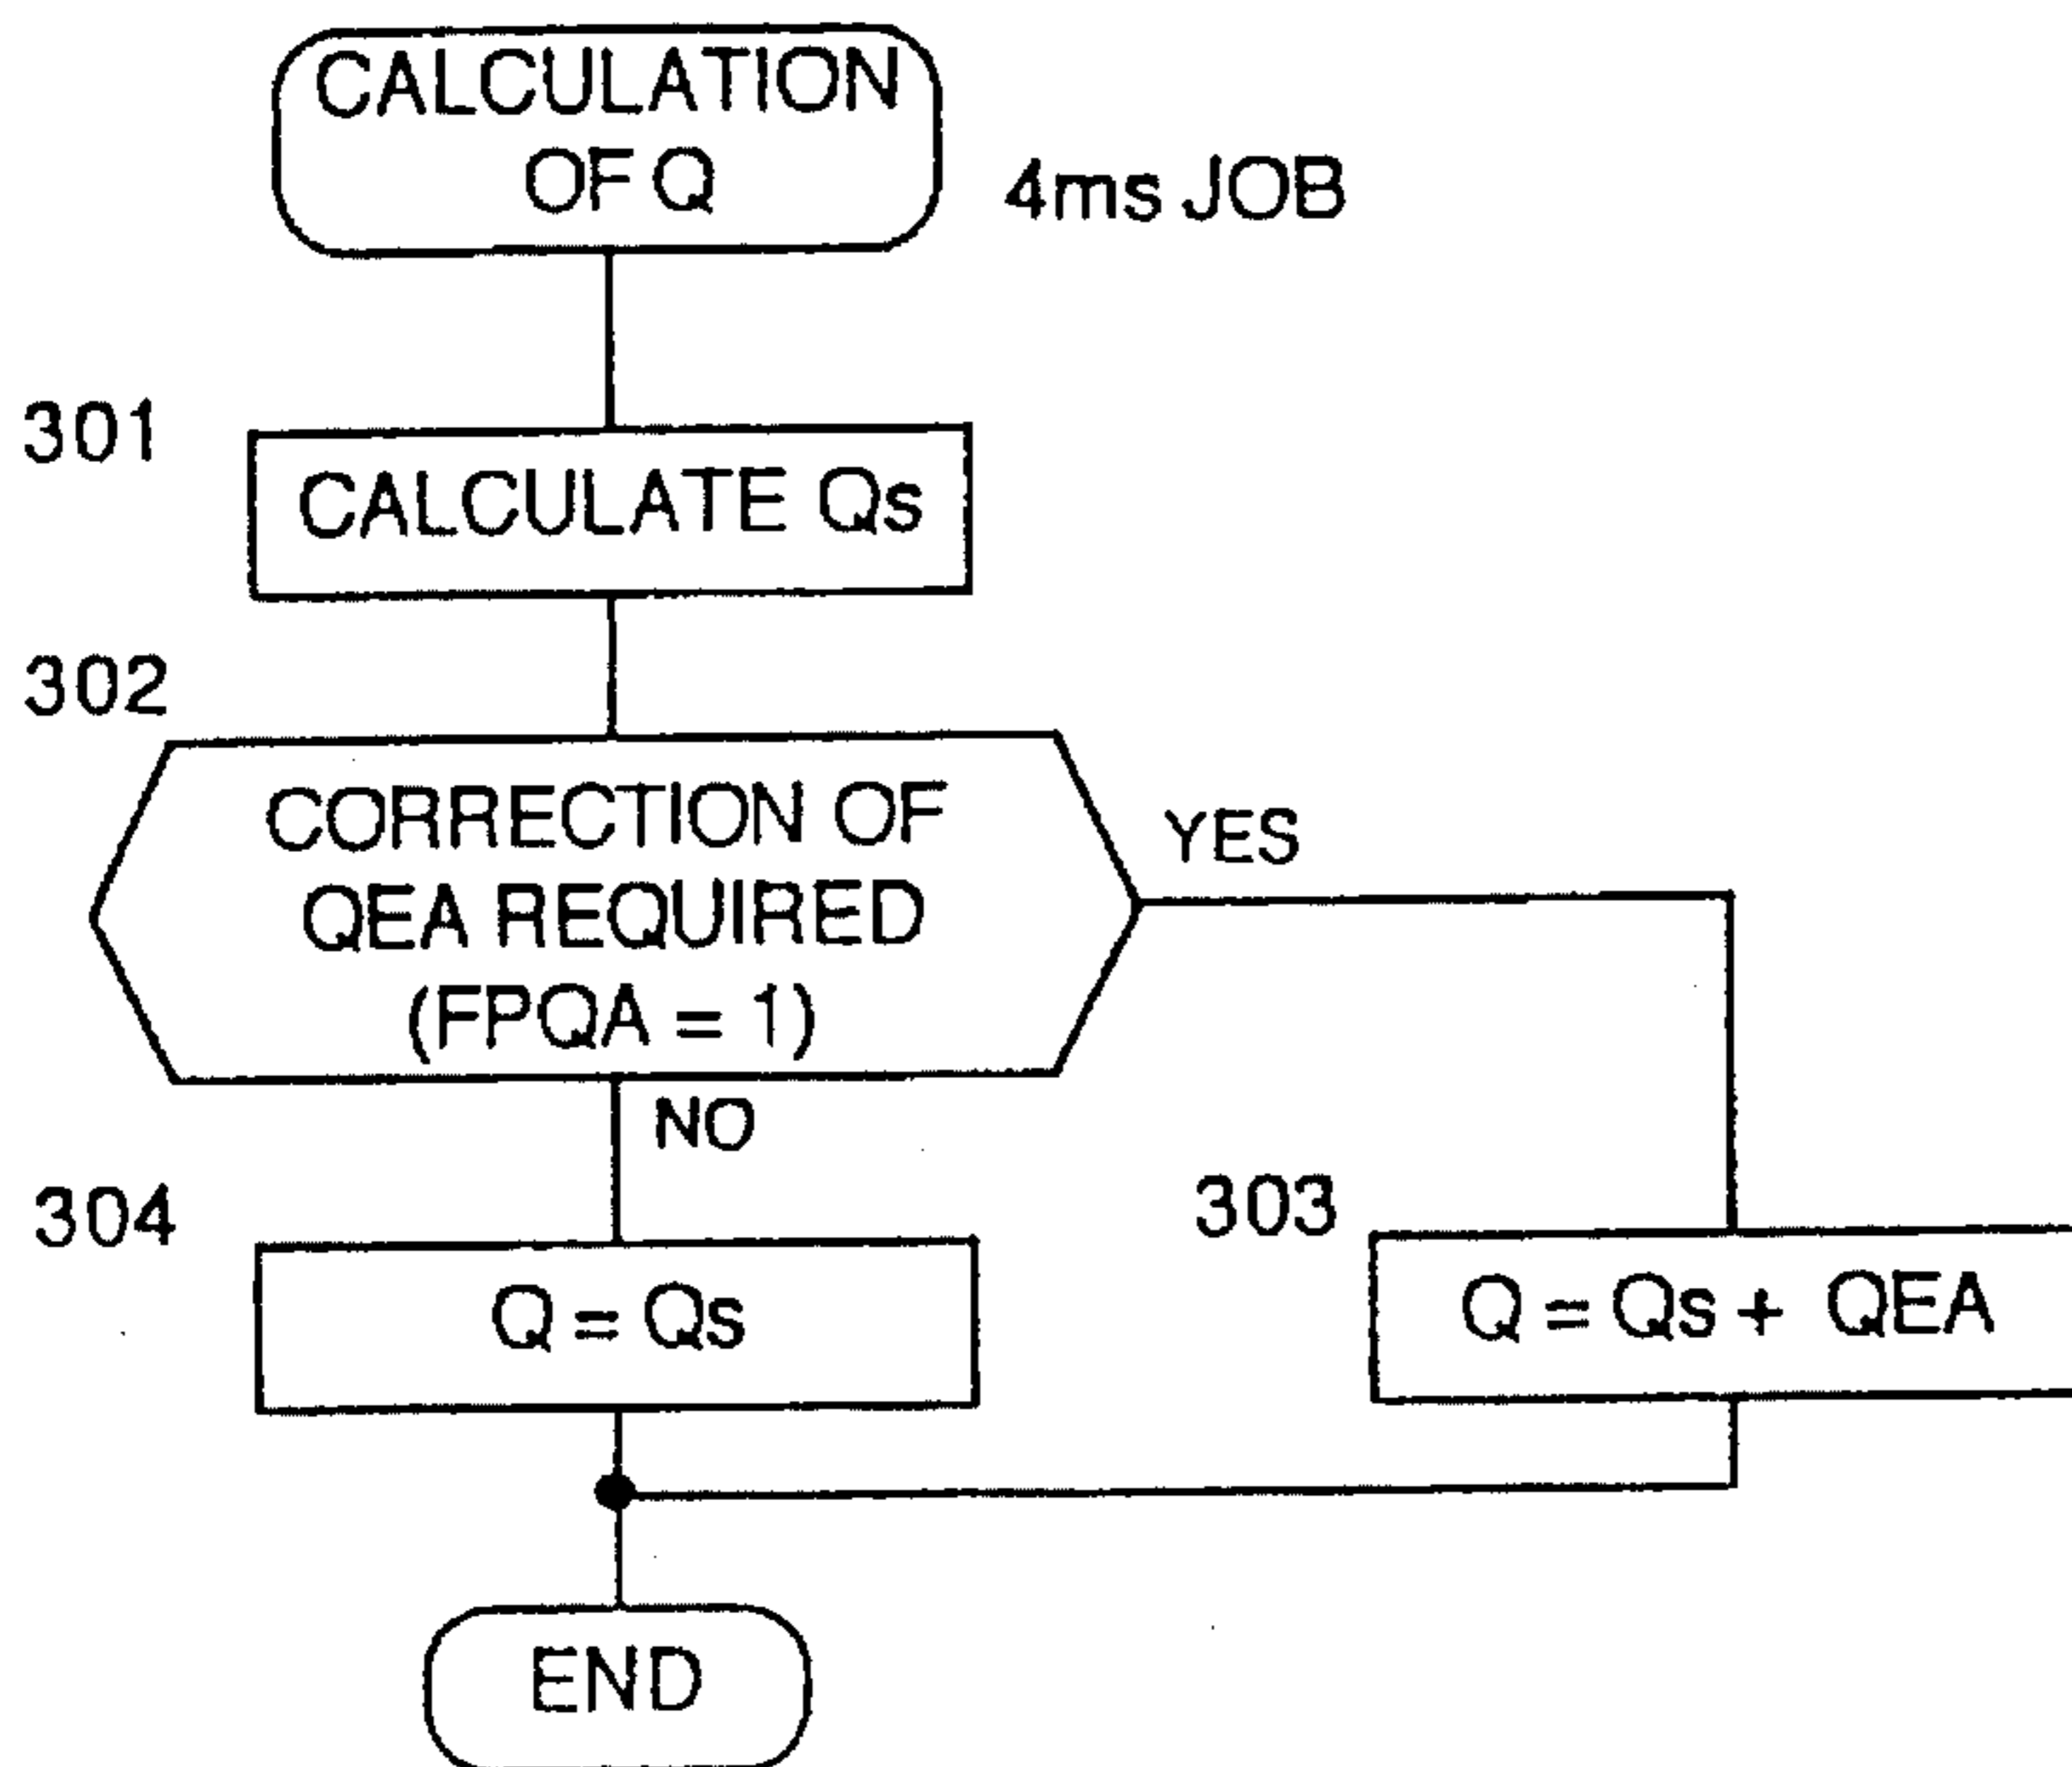 CALCULATION
OF Q
4ms JOB
301
CALCULATE Qs
302
CORRECTION OF
QEA REQUIRED
(FPQA = 1)
YES
NO
304
Q = Qs
303
Q = Qs + QEA
END